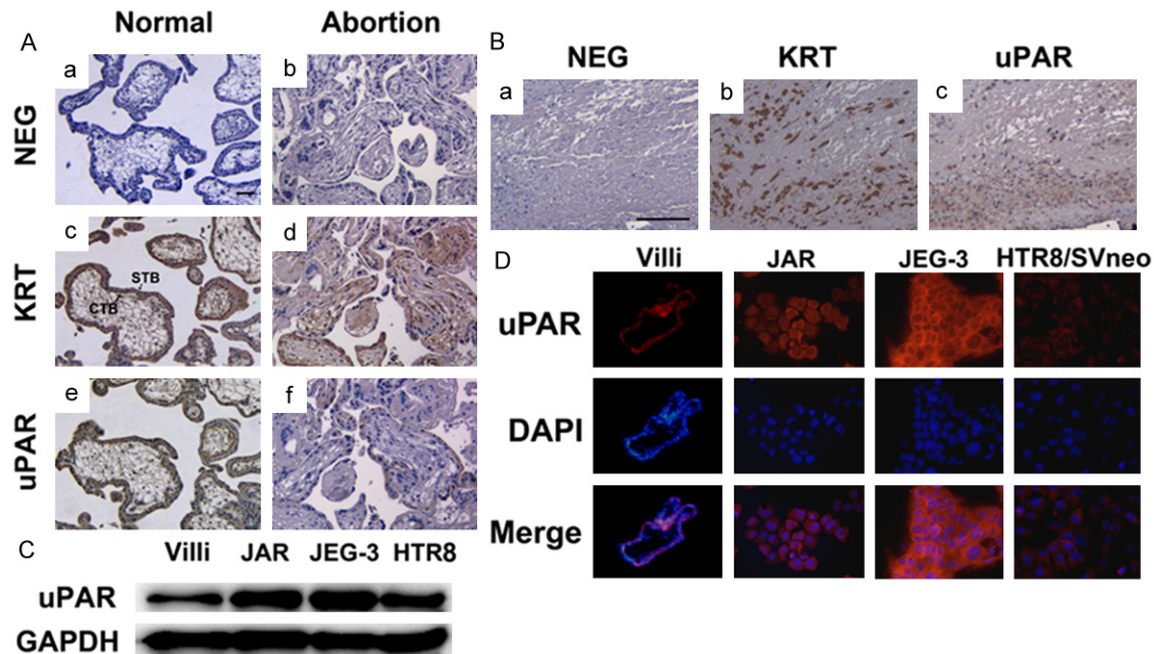 A
Normal
Abortion
NEG
a
b
KRT
c
STB
CTB
d
uPAR
e
f
B
NEG
KRT
uPAR
a
b
c
C
Villi
JAR
JEG-3
HTR8
uPAR
GAPDH
D
Villi
JAR
JEG-3
HTR8/SVneo
uPAR
DAPI
Merge